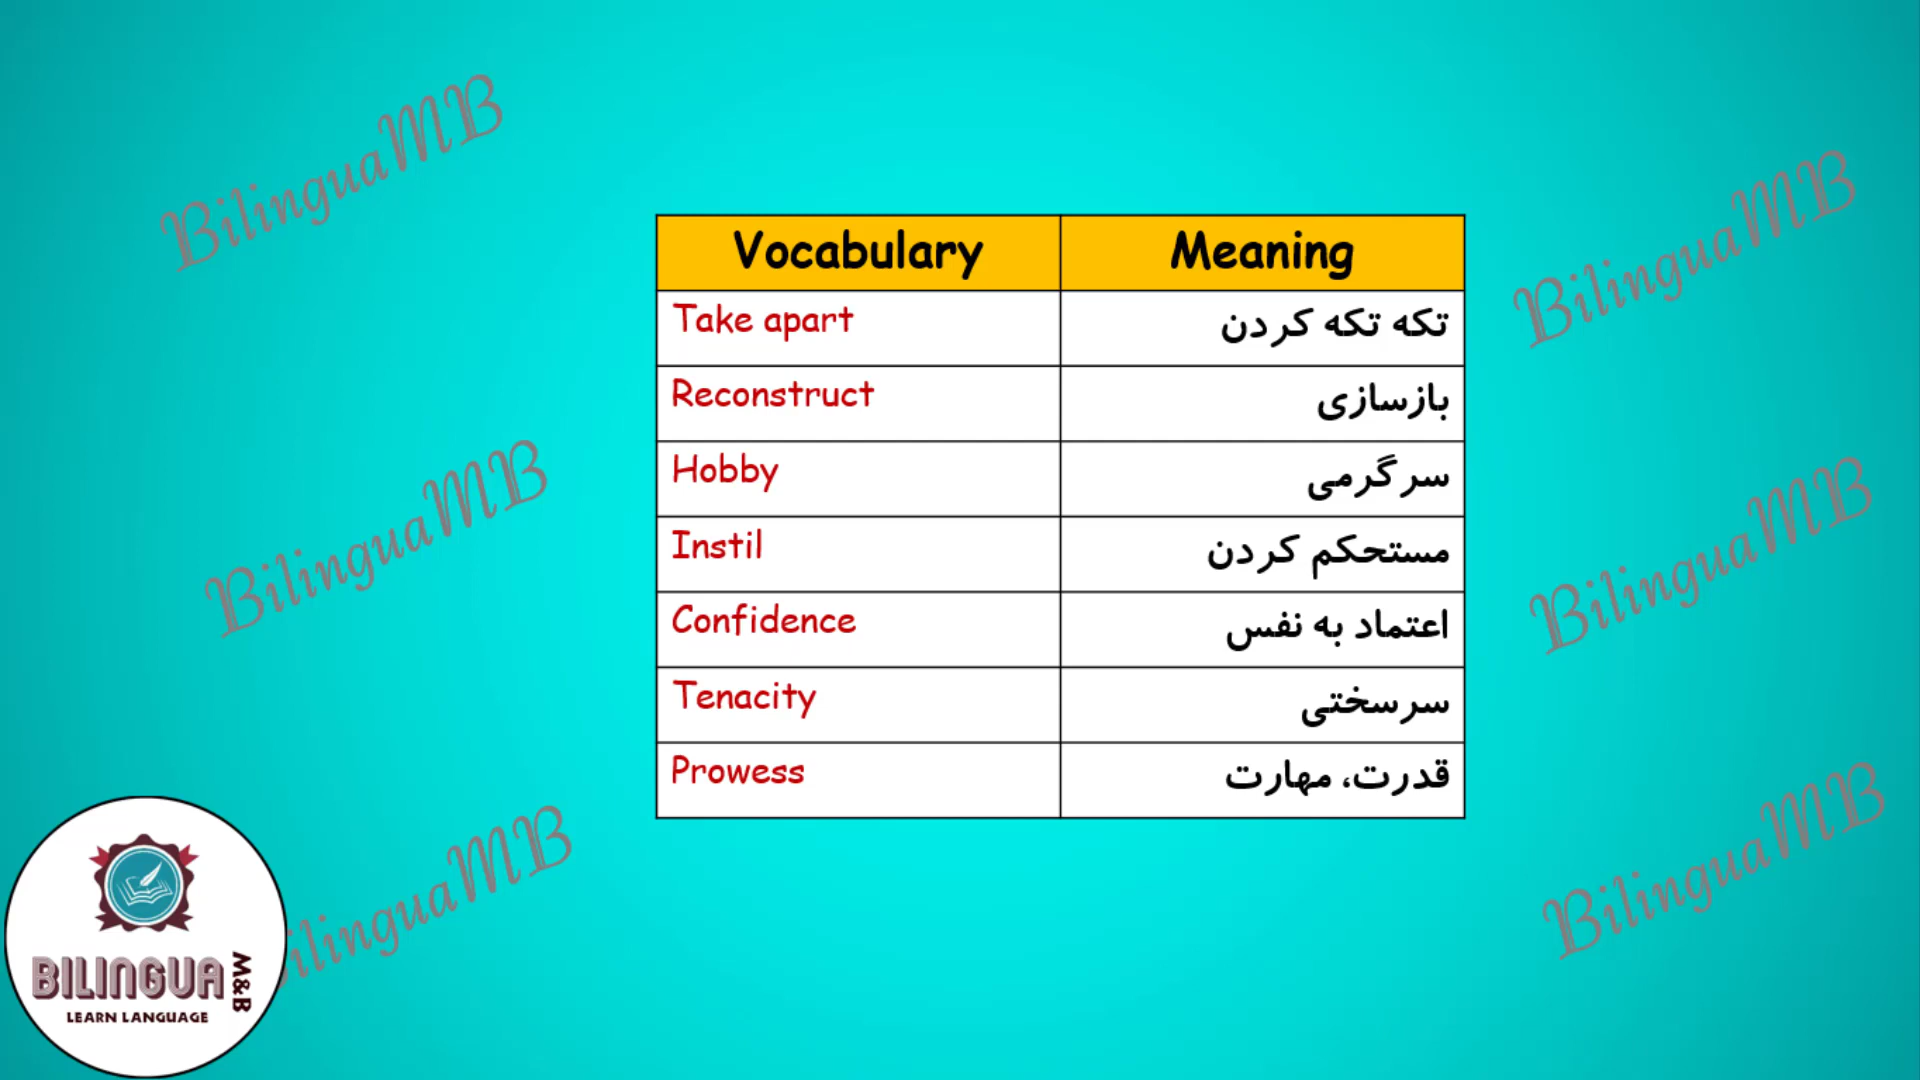 BilinguaMB
BilinguaMB
Vocabulary Meaning
Take apart تکه تکه کردن
Reconstruct بازسازی
Hobby سرگرمی
Instil مستحکم کردن
Confidence اعتماد به نفس
Tenacity سرسختی
Prowess قدرت، مهارت
BilinguaMB
BilinguaMB
ilinguaMB
BilinguaMB
BILINGUA M&B
LEARN LANGUAGE